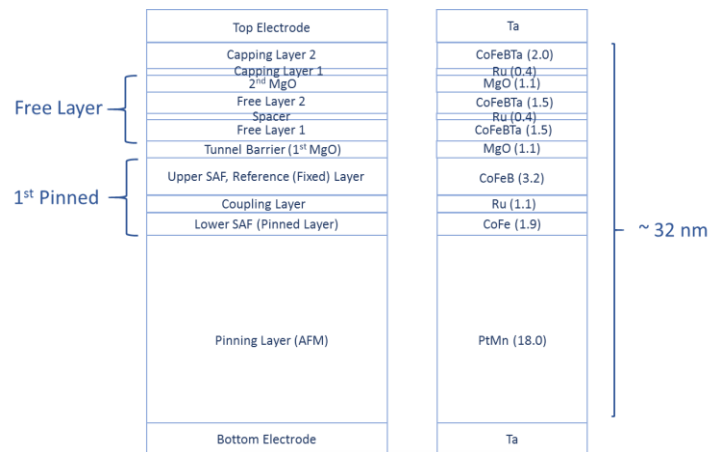 Top Electrode
Ta
Capping Layer 2
CoFeBTa (2.0)
Capping Layer 1
Ru (0.4)
2nd MgO
MgO (1.1)
Free Layer
Free Layer 2
CoFeBTa (1.5)
Spacer
Ru (0.4)
Free Layer 1
CoFeBTa (1.5)
Tunnel Barrier (1st MgO)
MgO (1.1)
1st Pinned
Upper SAF, Reference (Fixed) Layer
CoFeB (3.2)
Coupling Layer
Ru (1.1)
Lower SAF (Pinned Layer)
CoFe (1.9)
~ 32 nm
Pinning Layer (AFM)
PtMn (18.0)
Bottom Electrode
Ta